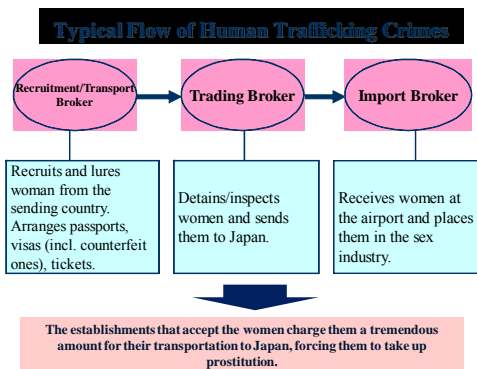 Typical Flow of Human Trafficking Crimes
Recruitment/Transport
Broker
Trading Broker
Import Broker
Recruits and lures
woman from the
sending country.
Arranges passports,
visas (incl. counterfeit
ones), tickets.
Detains/inspects
women and sends
them to Japan.
Receives women at
the airport and places
them in the sex
industry.
The establishments that accept the women charge them a tremendous
amount for their transportation to Japan, forcing them to take up
prostitution.